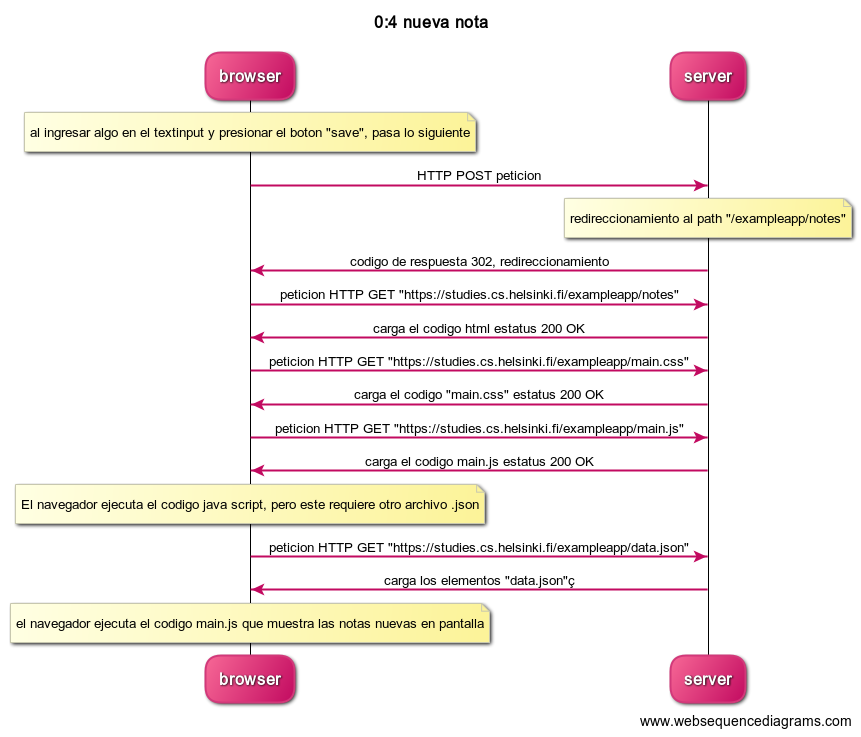 0:4 nueva nota
browser
server
al ingresar algo en el textinput y presionar el boton "save", pasa lo siguiente
HTTP POST peticion
redireccionamiento al path "/exampleapp/notes"
codigo de respuesta 302, redireccionamiento
peticion HTTP GET "https://studies.cs.helsinki.fi/exampleapp/notes"
carga el codigo html estatus 200 OK
peticion HTTP GET "https://studies.cs.helsinki.fi/exampleapp/main.css"
carga el codigo "main.css" estatus 200 OK
peticion HTTP GET "https://studies.cs.helsinki.fi/exampleapp/main.js"
carga el codigo main.js estatus 200 OK
El navegador ejecuta el codigo java script, pero este requiere otro archivo .json
peticion HTTP GET "https://studies.cs.helsinki.fi/exampleapp/data.json"
carga los elementos "data.json"ç
el navegador ejecuta el codigo main.js que muestra las notas nuevas en pantalla
browser
server
www.websequencediagrams.com